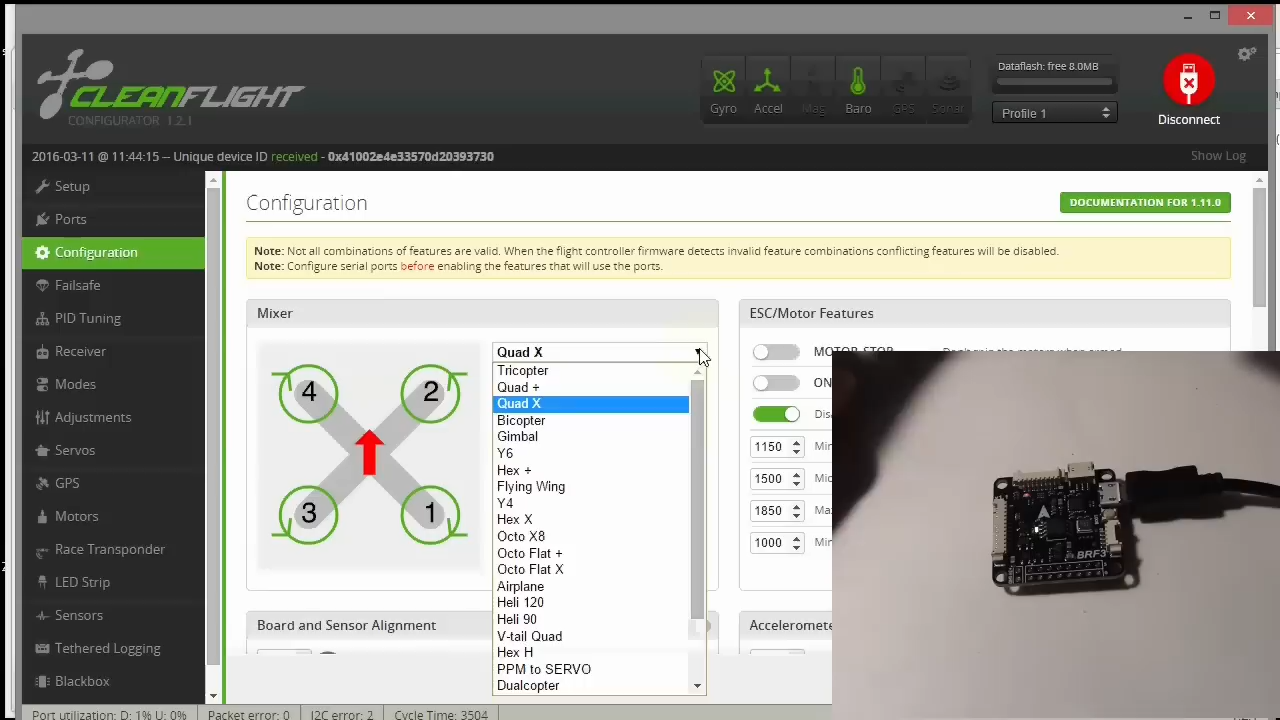 CLEANFLIGHT
CONFIGURATOR 1.2.1
Gyro
Accel
Mag
Baro
GPS
Sonar
Dataflash: free 8.0MB
Profile 1
Disconnect
2016-03-11 @ 11:44:15 -- Unique device ID received - 0x41002e4e33570d20393730
Show Log
Setup
Ports
Configuration
Failsafe
PID Tuning
Receiver
Modes
Adjustments
Servos
GPS
Motors
Race Transponder
LED Strip
Sensors
Tethered Logging
Blackbox
Configuration
DOCUMENTATION FOR 1.11.0
Note: Not all combinations of features are valid. When the flight controller firmware detects invalid feature combinations conflicting features will be disabled.
Note: Configure serial ports before enabling the features that will use the ports.
Mixer
4
2
3
1
Quad X
Tricopter
Quad +
Quad X
Bicopter
Gimbal
Y6
Hex +
Flying Wing
Y4
Hex X
Octo X8
Octo Flat +
Octo Flat X
Airplane
Heli 120
Heli 90
V-tail Quad
Hex H
PPM to SERVO
Dualcopter
ESC/Motor Features
MOTOR_STOP
ON
Dis
1150 Min
1500 Mid
1850 Max
1000 Min
Board and Sensor Alignment
Acceleromete
BRF3
Port utilization: D: 1% U: 0%
Packet error: 0
I2C error: 2
Cycle Time: 3504